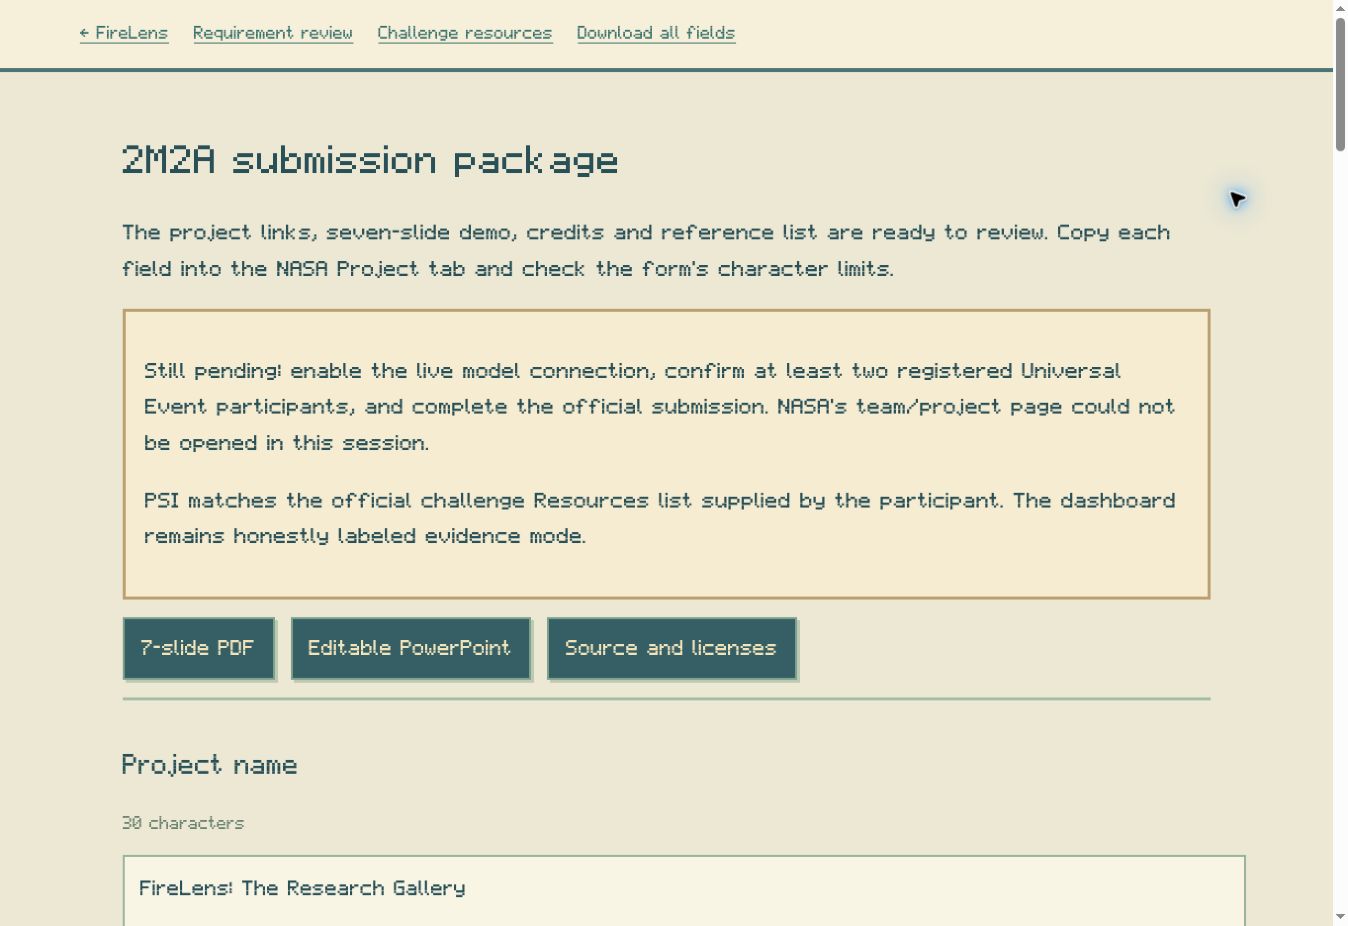 ← FireLens Requirement review Challenge resources Download all fields
2M2A submission package
The project links, seven-slide demo, credits and reference list are ready to review. Copy each
field into the NASA Project tab and check the form's character limits.
Still pending: enable the live model connection, confirm at least two registered Universal
Event participants, and complete the official submission. NASA's team/project page could not
be opened in this session.
PSI matches the official challenge Resources list supplied by the participant. The dashboard
remains honestly labeled evidence mode.
7-slide PDF Editable PowerPoint Source and licenses
Project name
30 characters
FireLens: The Research Gallery